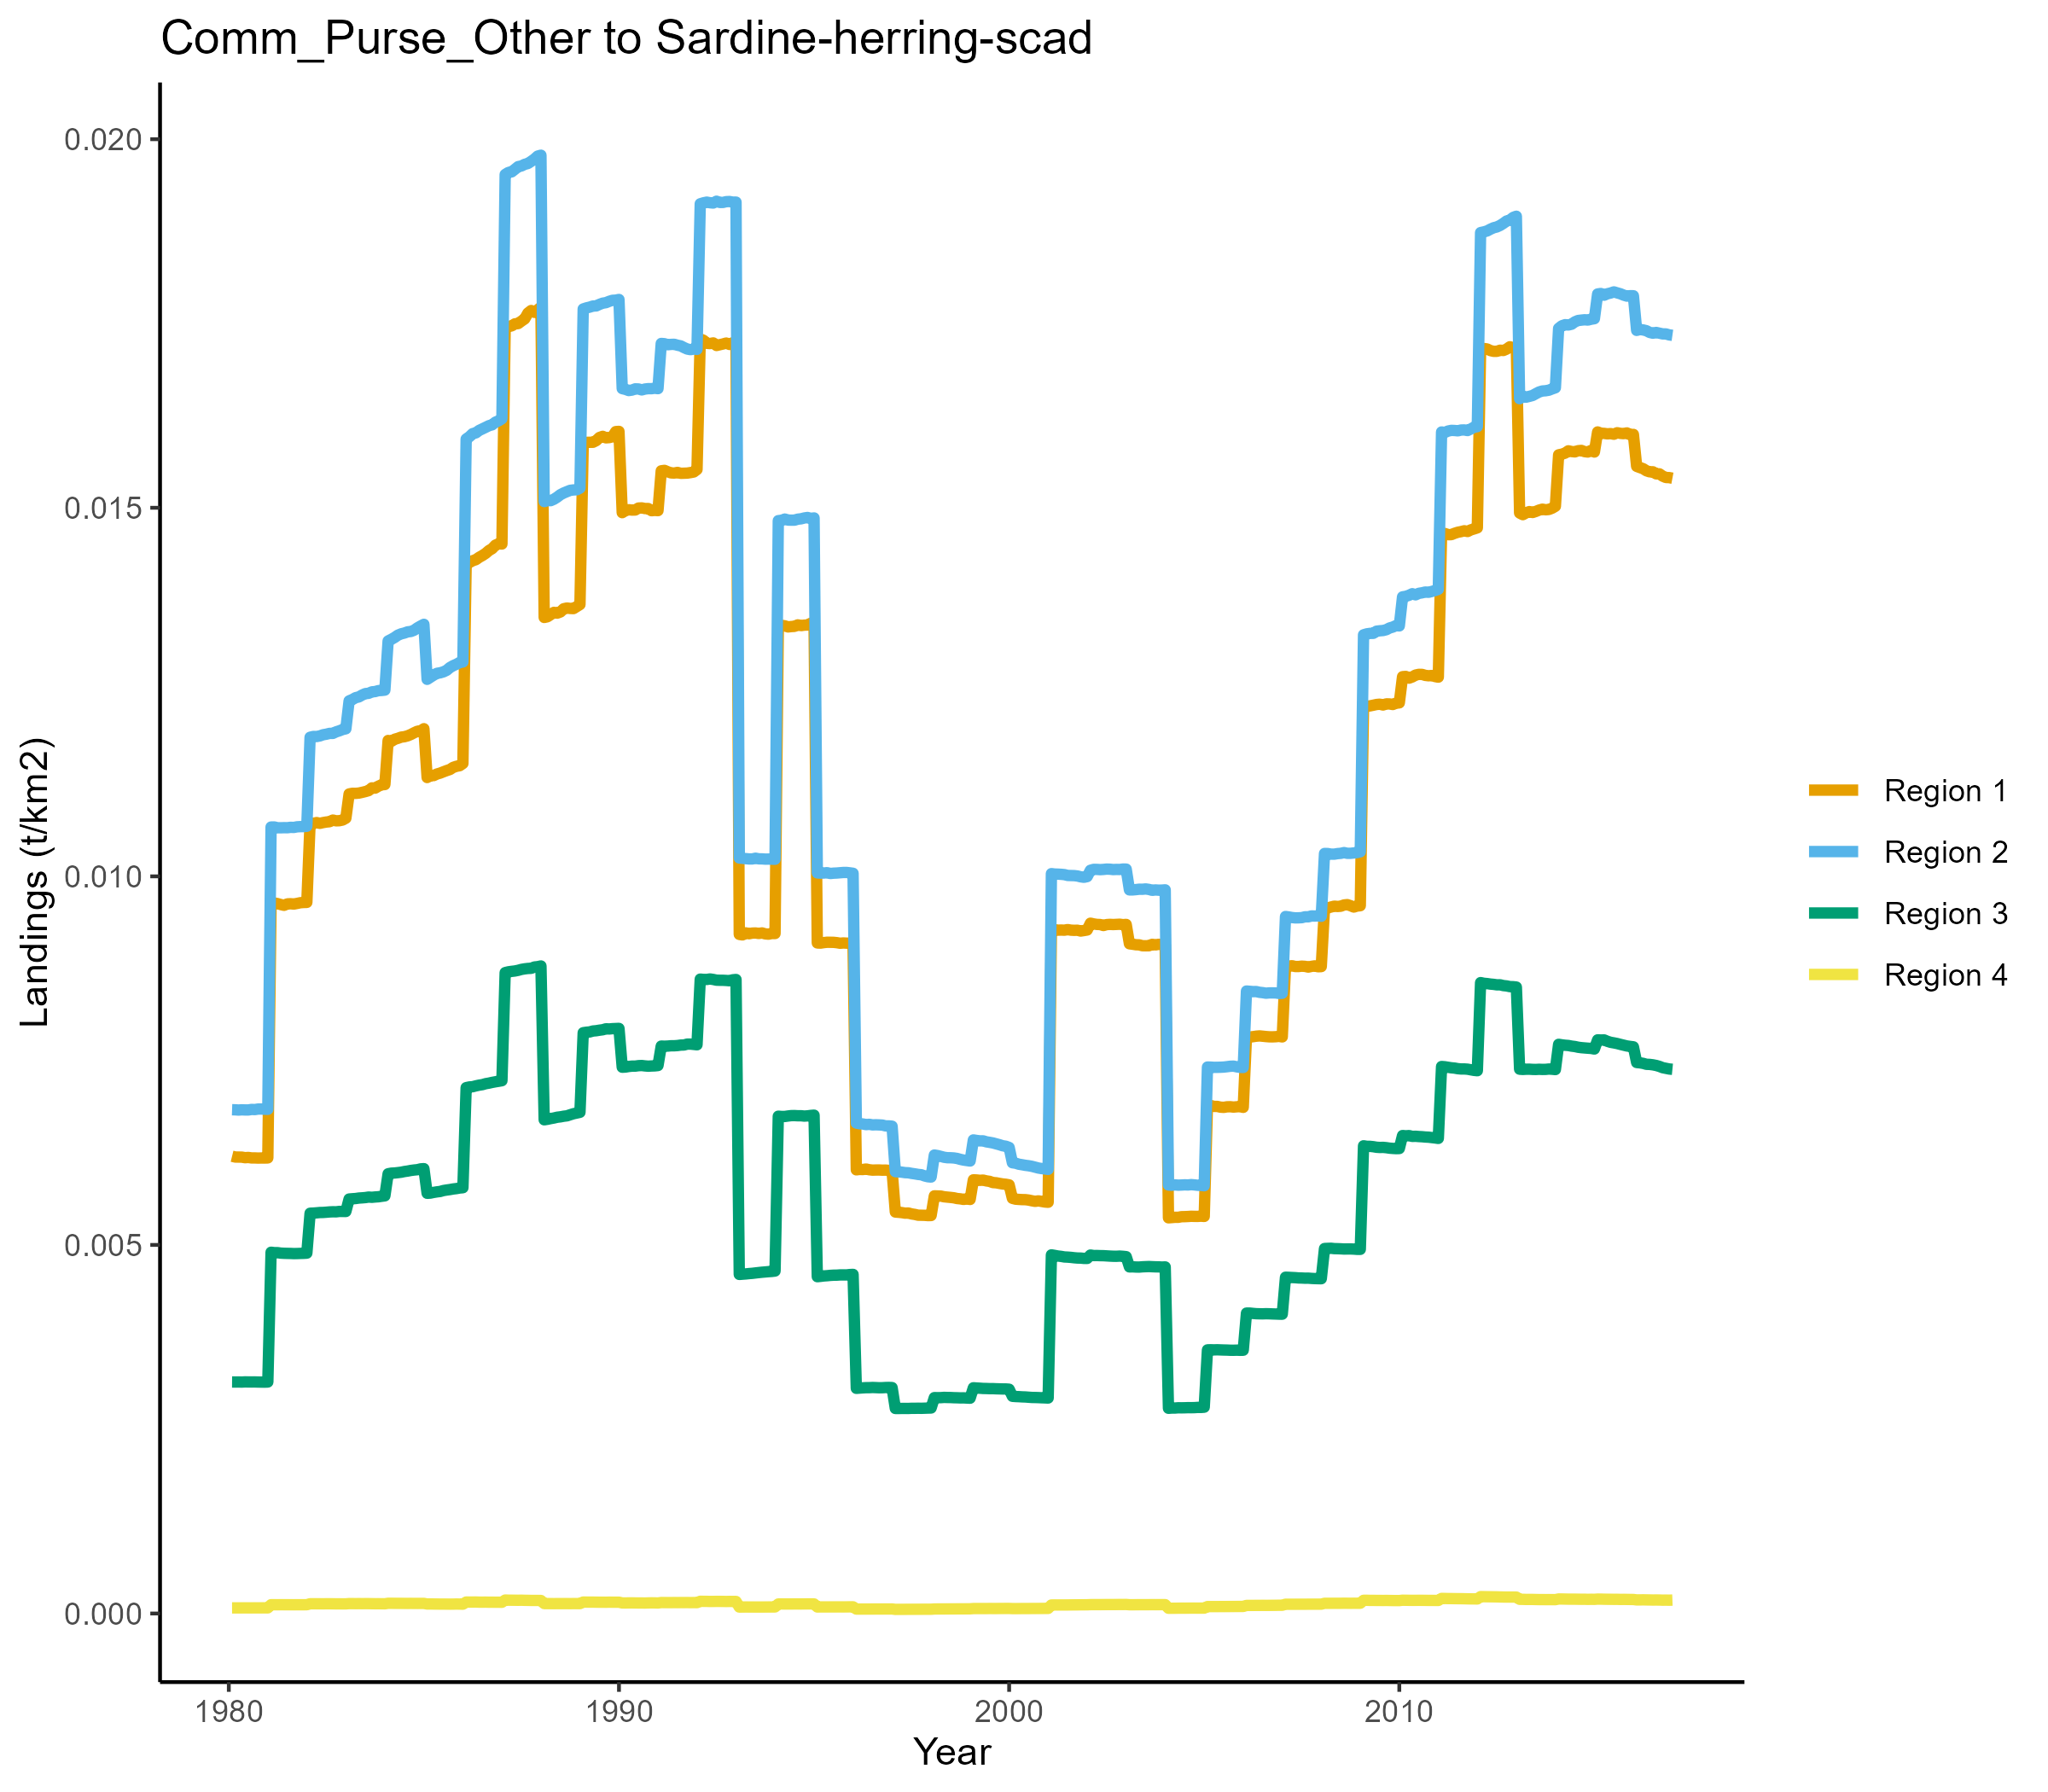 Comm_Purse_Other to Sardine-herring-scad
Landings (t/km2)
0.020
0.015
0.010
0.005
0.000
1980 1990 2000 2010
Year
Region 1
Region 2
Region 3
Region 4